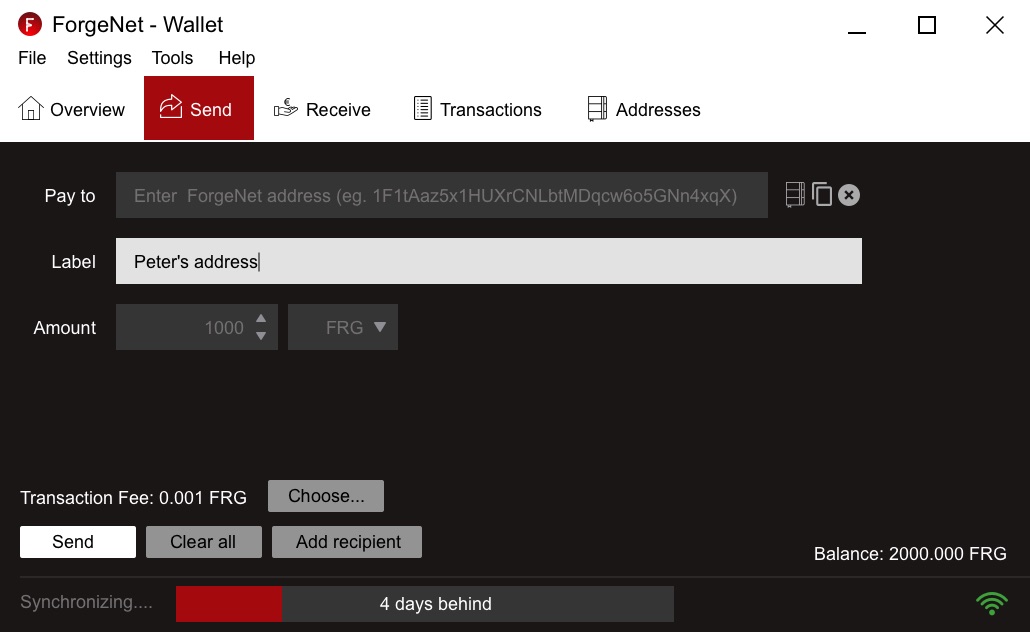 F ForgeNet - Wallet
File Settings Tools Help
Overview Send Receive Transactions Addresses
Pay to Enter ForgeNet address (eg. 1F1tAaz5x1HUXrCNLbtMDqcw6o5GNn4xqX)
Label Peter's address
Amount 1000 FRG
Transaction Fee: 0.001 FRG Choose...
Send Clear all Add recipient
Balance: 2000.000 FRG
Synchronizing.... 4 days behind